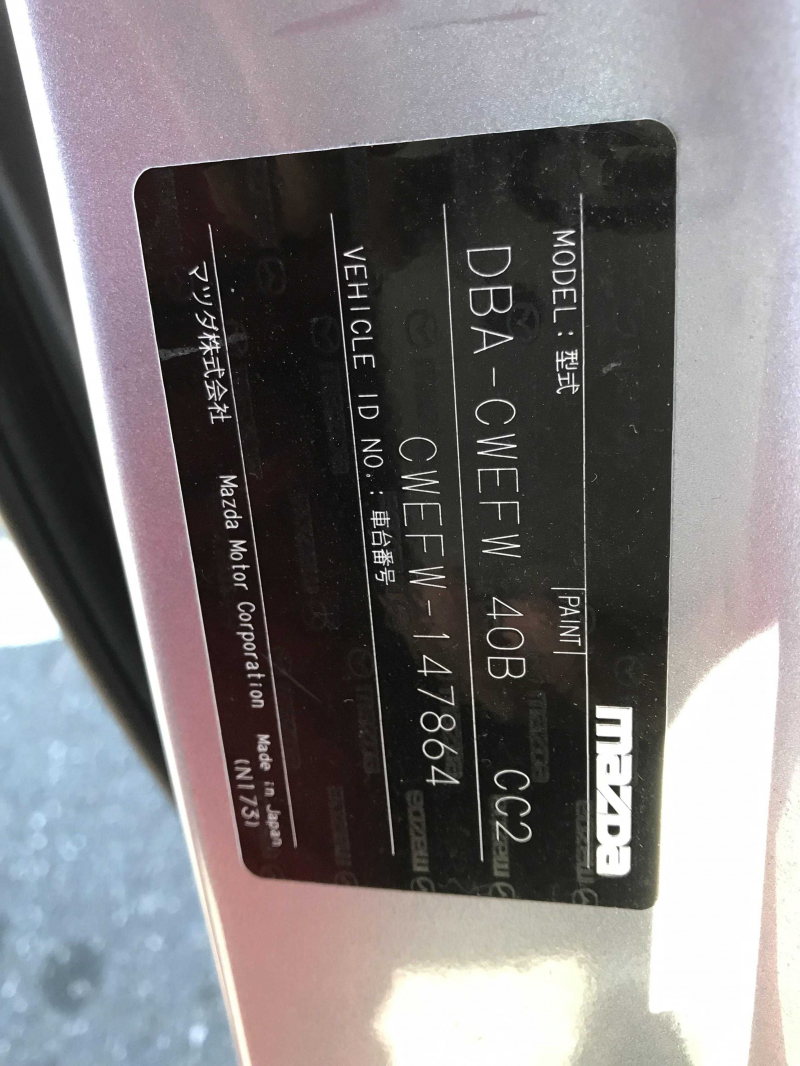 mazda
MODEL : 型式 PAINT
DBA-CWEFW 40B CC2
VEHICLE ID NO. : 車台番号
CWEFW-147864
マツダ株式会社 Mazda Motor Corporation Made in Japan
(N173)